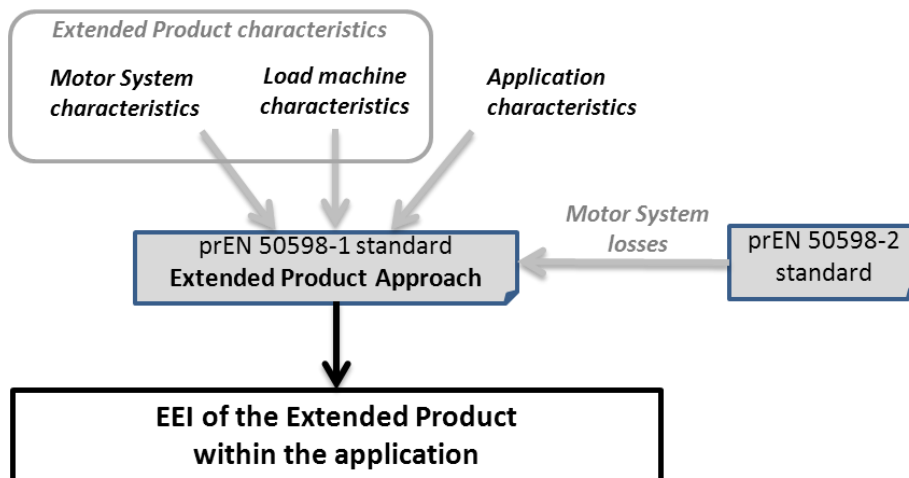 Extended Product characteristics
Motor System
characteristics
Load machine
characteristics
Application
characteristics
prEN 50598-1 standard
Extended Product Approach
Motor System
losses
prEN 50598-2
standard
EEI of the Extended Product
within the application